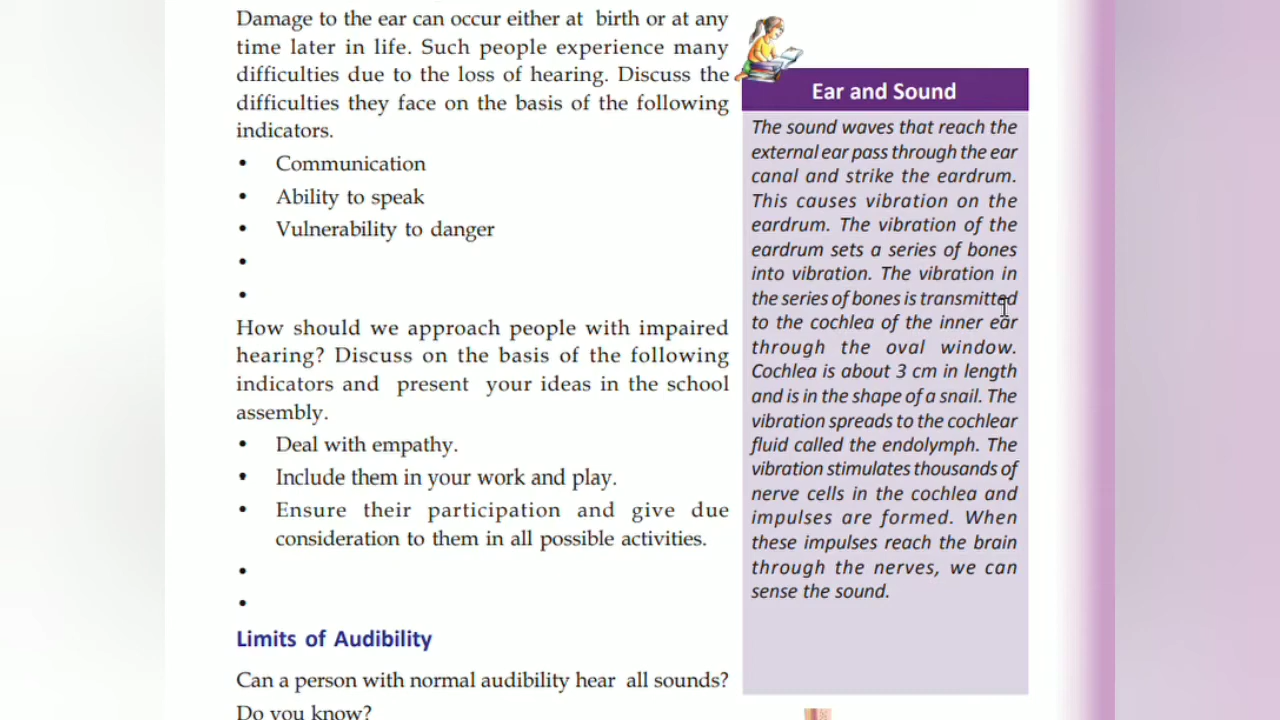 Damage to the ear can occur either at birth or at any
time later in life. Such people experience many
difficulties due to the loss of hearing. Discuss the
difficulties they face on the basis of the following
indicators.
• Communication
• Ability to speak
• Vulnerability to danger
•
•
How should we approach people with impaired
hearing? Discuss on the basis of the following
indicators and present your ideas in the school
assembly.
• Deal with empathy.
• Include them in your work and play.
• Ensure their participation and give due
consideration to them in all possible activities.
•
•
Limits of Audibility
Can a person with normal audibility hear all sounds?
Do you know?
Ear and Sound
The sound waves that reach the
external ear pass through the ear
canal and strike the eardrum.
This causes vibration on the
eardrum. The vibration of the
eardrum sets a series of bones
into vibration. The vibration in
the series of bones is transmitted
to the cochlea of the inner ear
through the oval window.
Cochlea is about 3 cm in length
and is in the shape of a snail. The
vibration spreads to the cochlear
fluid called the endolymph. The
vibration stimulates thousands of
nerve cells in the cochlea and
impulses are formed. When
these impulses reach the brain
through the nerves, we can
sense the sound.